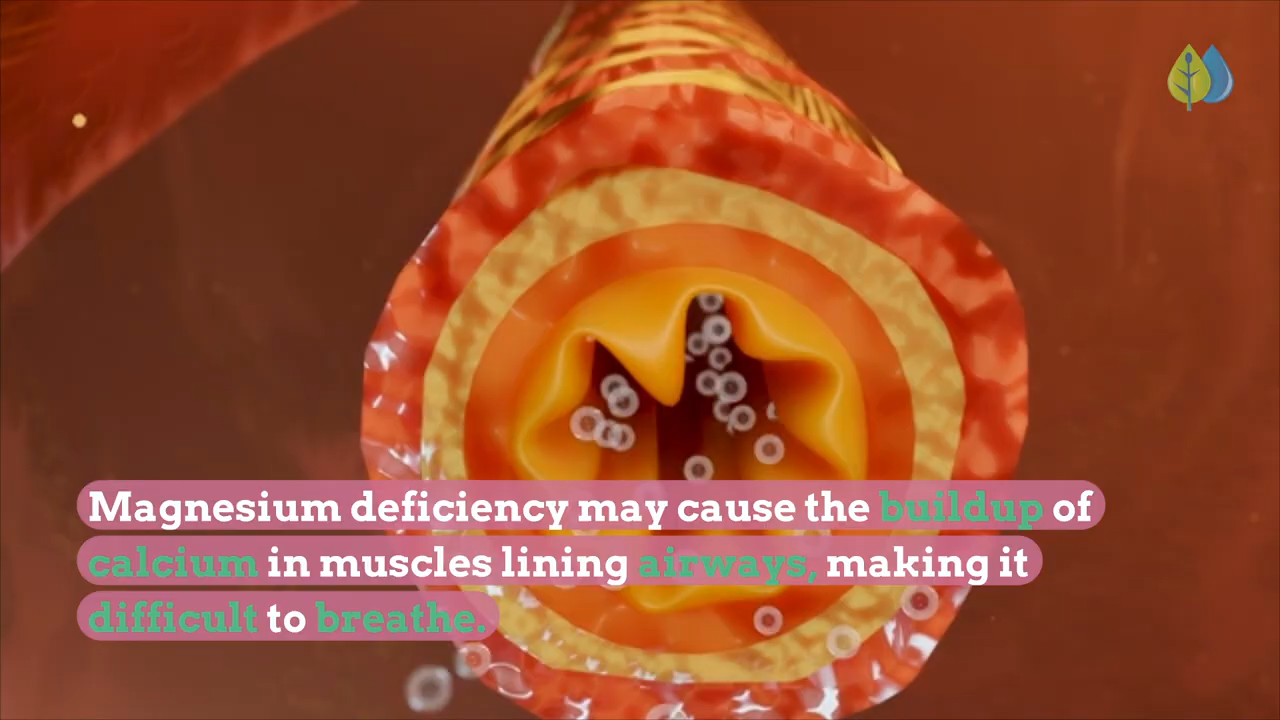 Magnesium deficiency may cause the buildup of
calcium in muscles lining airways, making it
difficult to breathe.